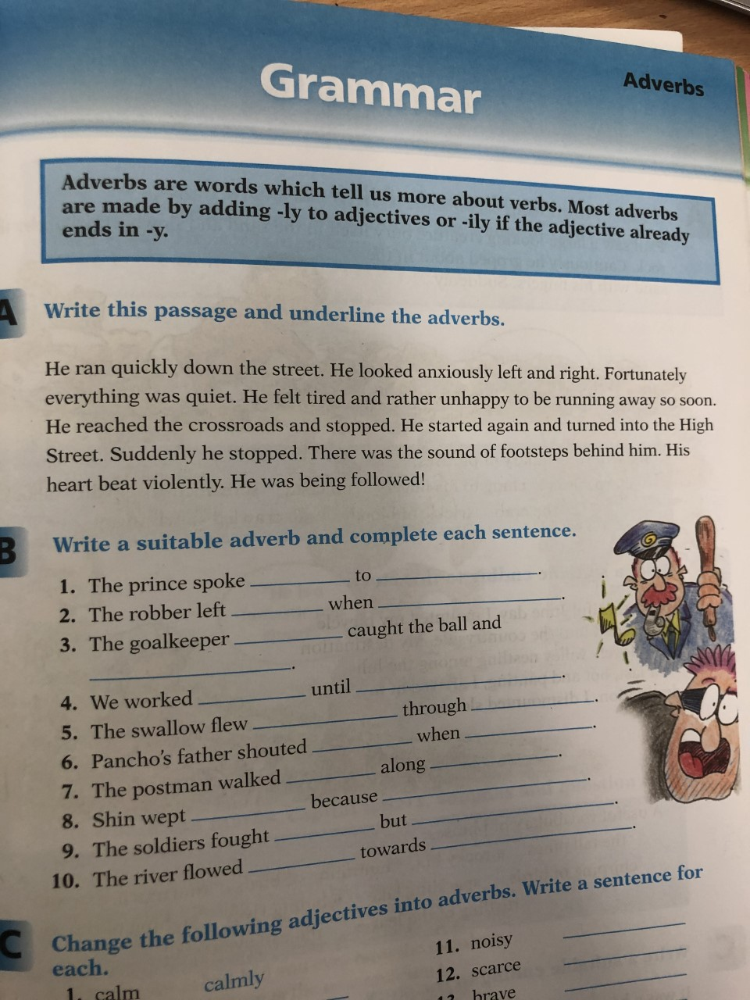 Grammar
Adverbs
Adverbs are words which tell us more about verbs. Most adverbs
are made by adding -ly to adjectives or -ily if the adjective already
ends in -y.
A
Write this passage and underline the adverbs.
He ran quickly down the street. He looked anxiously left and right. Fortunately
everything was quiet. He felt tired and rather unhappy to be running away so soon.
He reached the crossroads and stopped. He started again and turned into the High
Street. Suddenly he stopped. There was the sound of footsteps behind him. His
heart beat violently. He was being followed!
B
Write a suitable adverb and complete each sentence.
1. The prince spoke ________ to ________.
2. The robber left ________ when ________.
3. The goalkeeper ________ caught the ball and
________.
4. We worked ________ until ________.
5. The swallow flew ________ through ________.
6. Pancho's father shouted ________ when ________.
7. The postman walked ________ along ________.
8. Shin wept ________ because ________.
9. The soldiers fought ________ but ________.
10. The river flowed ________ towards ________.
C
Change the following adjectives into adverbs. Write a sentence for
each.
1. calm calmly
11. noisy ________
12. scarce ________
13. brave ________